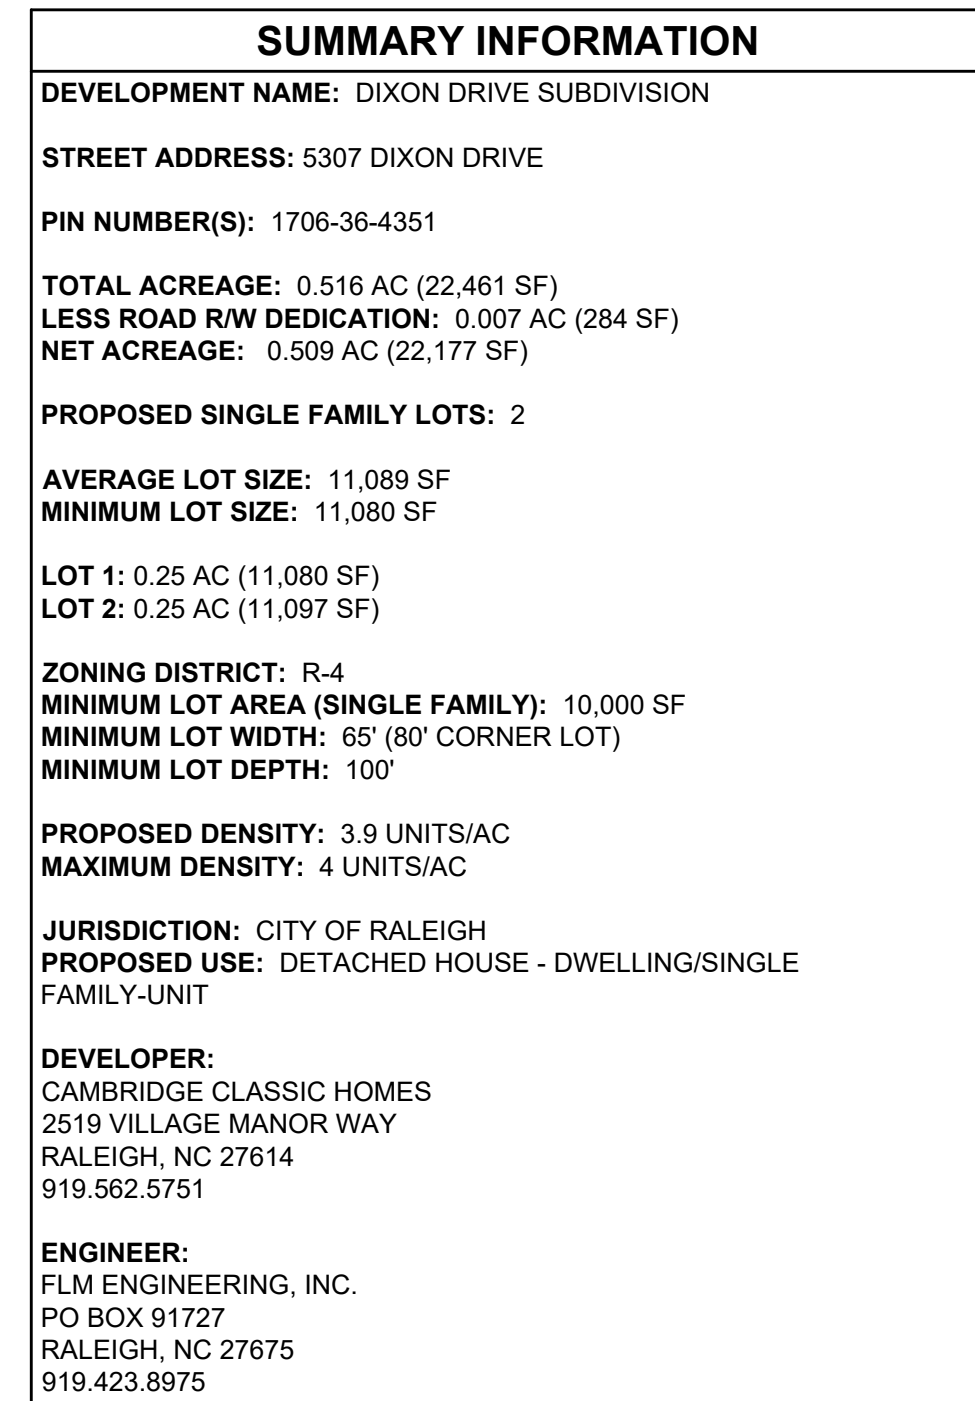 SUMMARY INFORMATION
DEVELOPMENT NAME: DIXON DRIVE SUBDIVISION
STREET ADDRESS: 5307 DIXON DRIVE
PIN NUMBER(S): 1706-36-4351
TOTAL ACREAGE: 0.516 AC (22,461 SF)
LESS ROAD R/W DEDICATION: 0.007 AC (284 SF)
NET ACREAGE: 0.509 AC (22,177 SF)
PROPOSED SINGLE FAMILY LOTS: 2
AVERAGE LOT SIZE: 11,089 SF
MINIMUM LOT SIZE: 11,080 SF
LOT 1: 0.25 AC (11,080 SF)
LOT 2: 0.25 AC (11,097 SF)
ZONING DISTRICT: R-4
MINIMUM LOT AREA (SINGLE FAMILY): 10,000 SF
MINIMUM LOT WIDTH: 65' (80' CORNER LOT)
MINIMUM LOT DEPTH: 100'
PROPOSED DENSITY: 3.9 UNITS/AC
MAXIMUM DENSITY: 4 UNITS/AC
JURISDICTION: CITY OF RALEIGH
PROPOSED USE: DETACHED HOUSE - DWELLING/SINGLE
FAMILY-UNIT
DEVELOPER:
CAMBRIDGE CLASSIC HOMES
2519 VILLAGE MANOR WAY
RALEIGH, NC 27614
919.562.5751
ENGINEER:
FLM ENGINEERING, INC.
PO BOX 91727
RALEIGH, NC 27675
919.423.8975